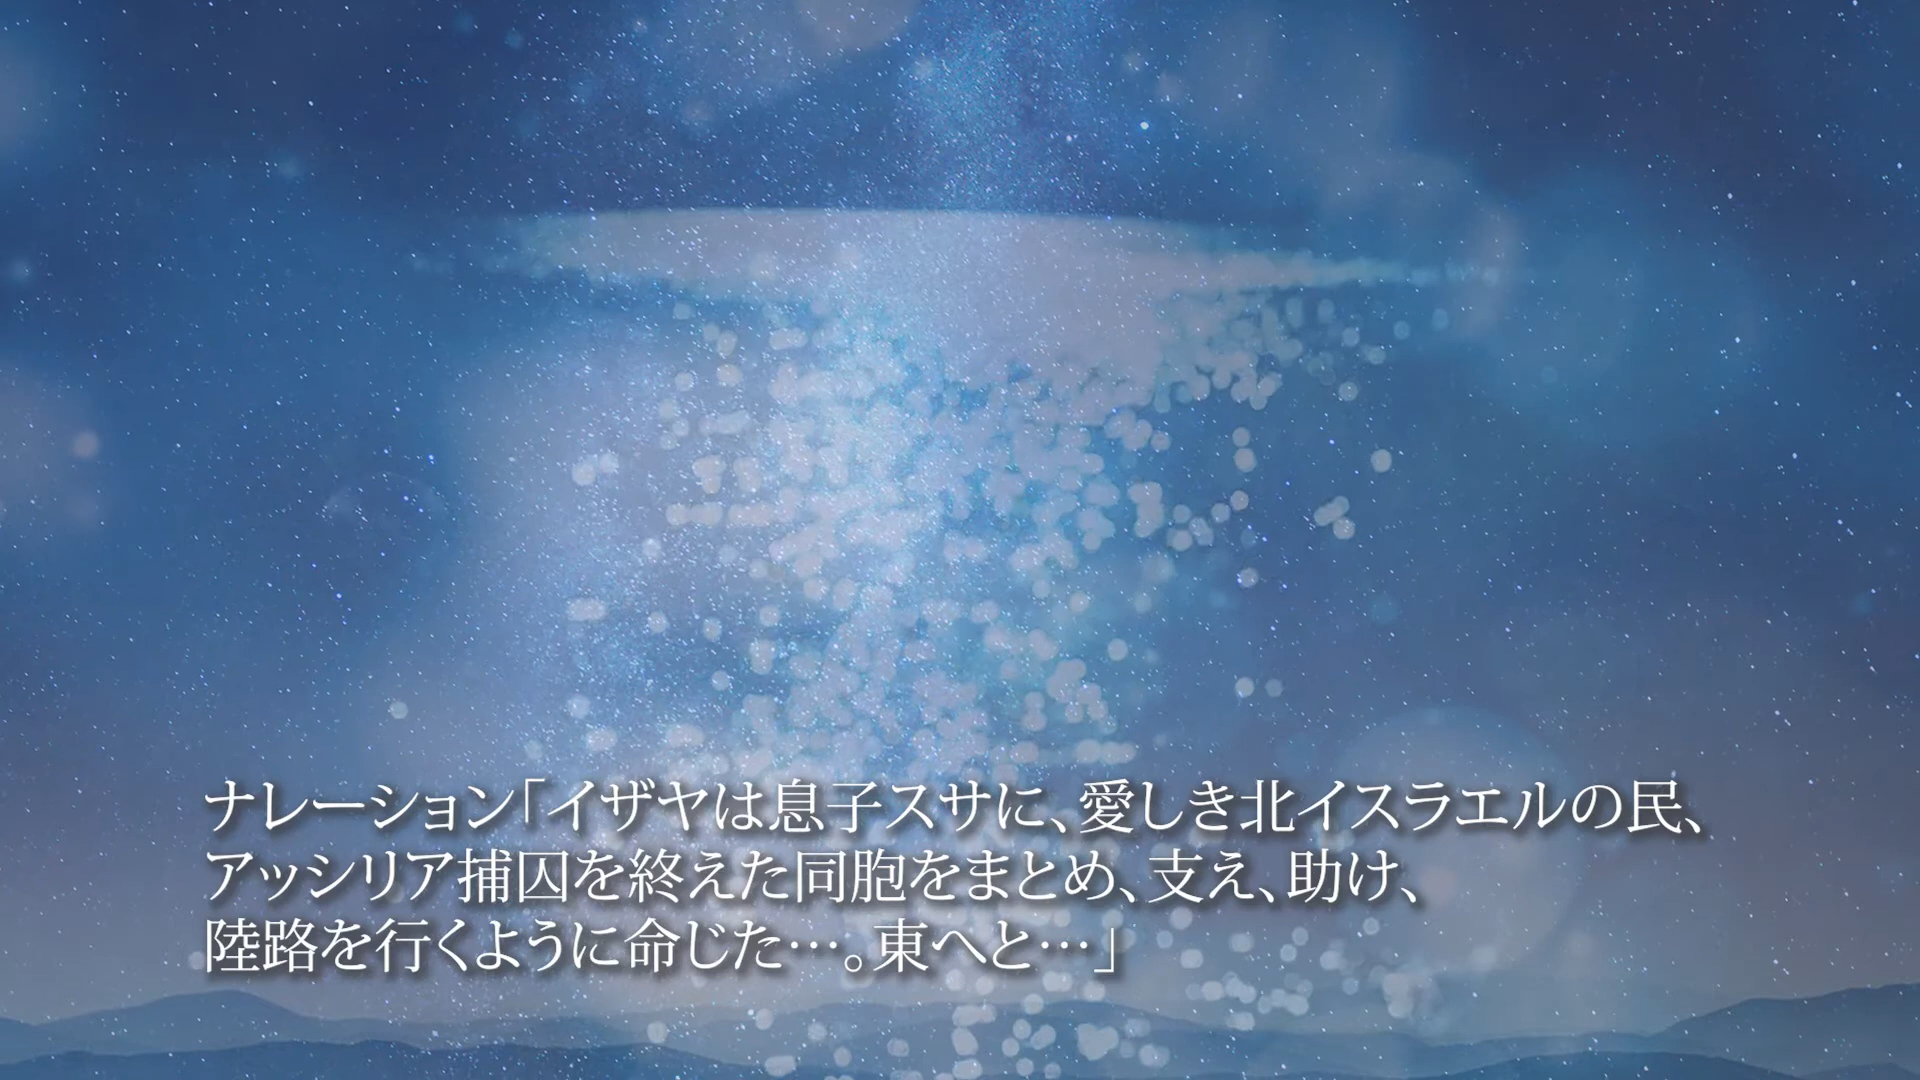 ナレーション「イザヤは息子スサに、愛しき北イスラエルの民、
アッシリア捕囚を終えた同胞をまとめ、支え、助け、
陸路を行くように命じた…。東へと…」